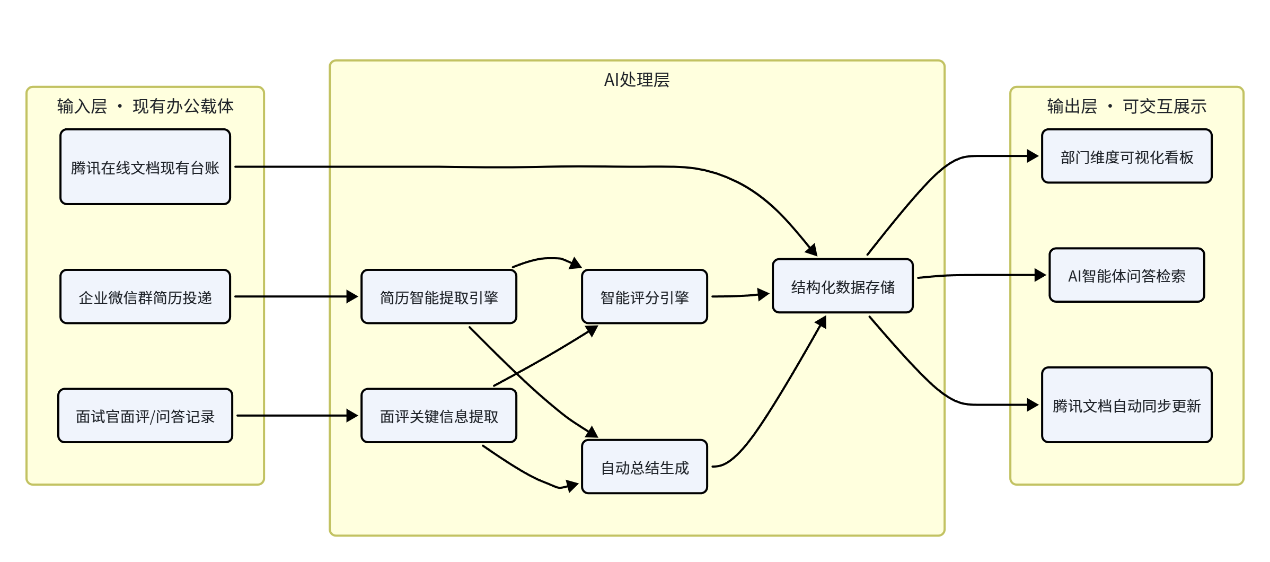 输入层 · 现有办公载体
腾讯在线文档现有台账
企业微信群简历投递
面试官面评/问答记录
AI处理层
简历智能提取引擎
面评关键信息提取
智能评分引擎
自动总结生成
结构化数据存储
输出层 · 可交互展示
部门维度可视化看板
AI智能体问答检索
腾讯文档自动同步更新